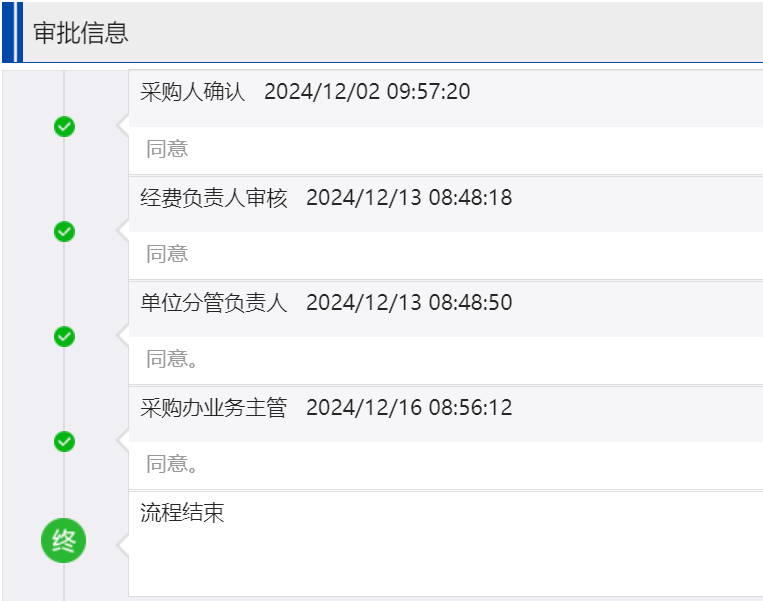 审批信息
采购人确认 2024/12/02 09:57:20
同意
经费负责人审核 2024/12/13 08:48:18
同意
单位分管负责人 2024/12/13 08:48:50
同意。
采购办业务主管 2024/12/16 08:56:12
同意。
终 流程结束